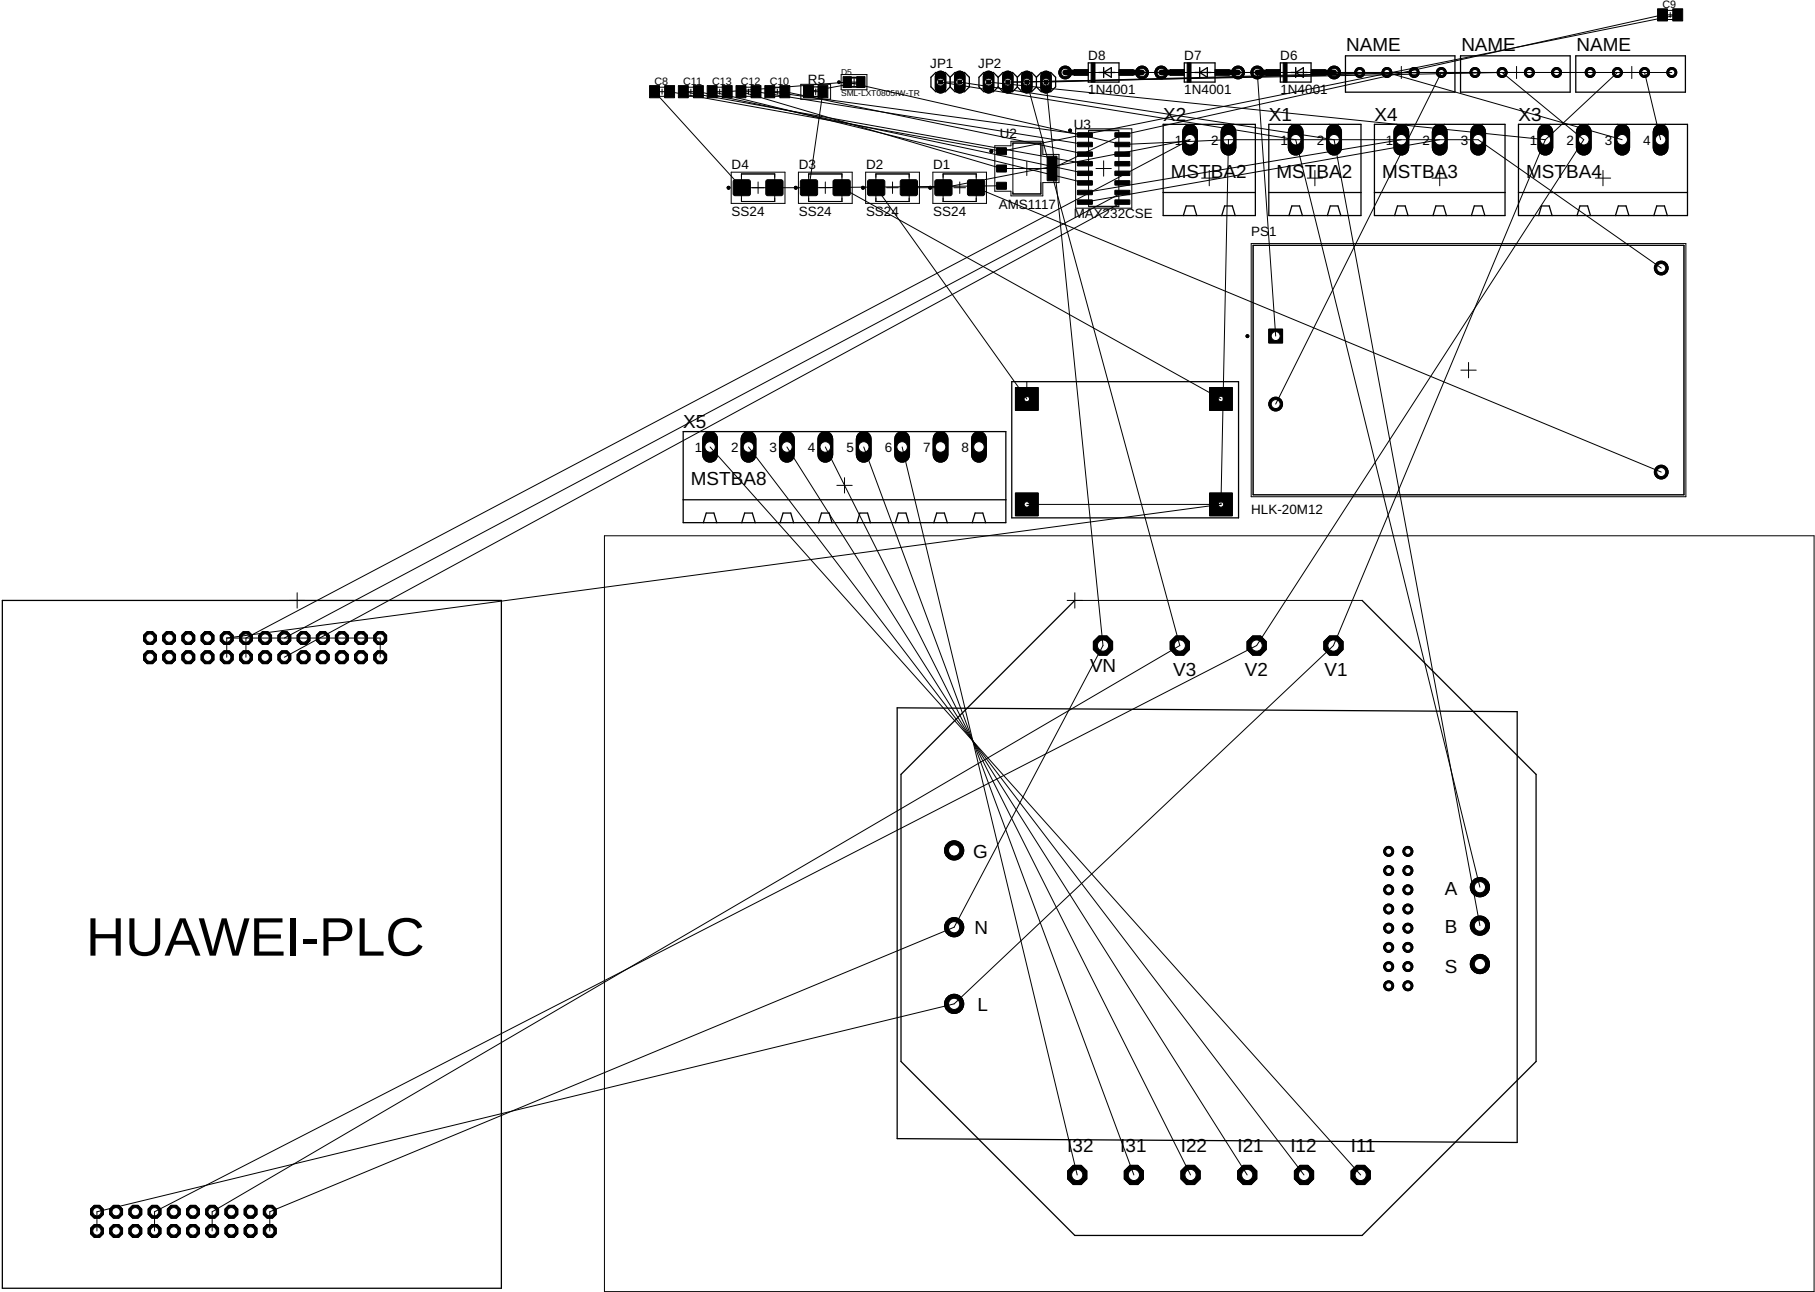 C9
NAME NAME NAME
D8 D7 D6
JP1 JP2
C8 C11 C13 C12 C10 R5 D5
SML-LXT0805IW-TR
1N4001 1N4001 1N4001
X2 X1 X4 X3
U3
U2
1 2 1 2 1 2 3 1 2 3 4
D4 D3 D2 D1
MSTBA2 MSTBA2 MSTBA3 MSTBA4
AMS1117
SS24 SS24 SS24 SS24
MAX232CSE
PS1
X5
1 2 3 4 5 6 7 8
MSTBA8
HLK-20M12
VN V3 V2 V1
G
A
HUAWEI-PLC
N
B
S
L
I32 I31 I22 I21 I12 I11